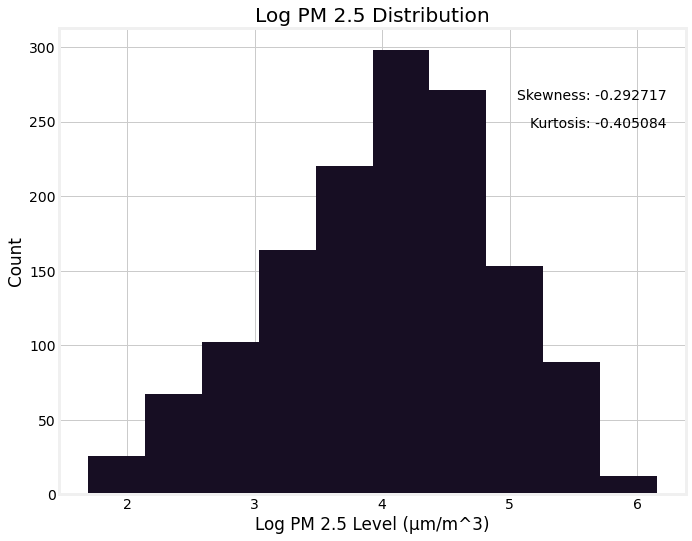 Log PM 2.5 Distribution
300
250
200
150
100
50
0
Count
Skewness: -0.292717
Kurtosis: -0.405084
2
3
4
5
6
Log PM 2.5 Level (μm/m^3)